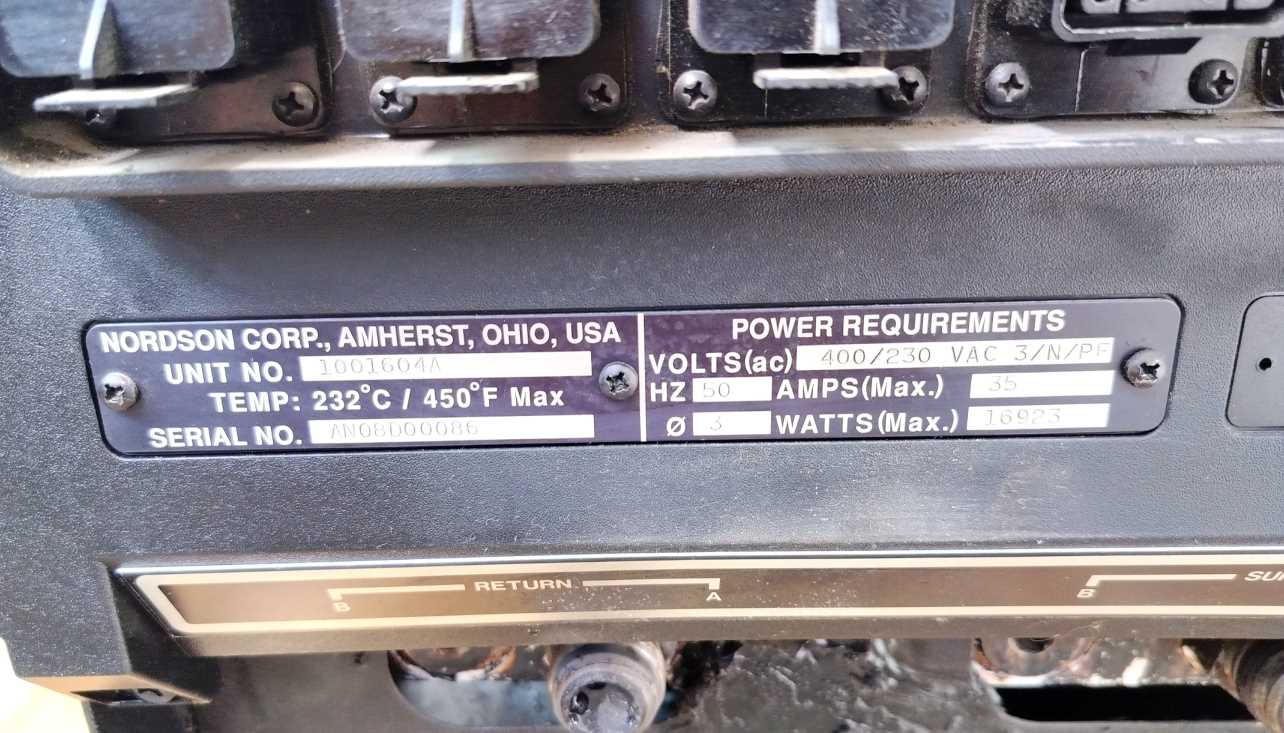 NORDSON CORP., AMHERST, OHIO, USA
UNIT NO. 1001604A
TEMP: 232°C / 450°F Max
SERIAL NO. AN08D00086
POWER REQUIREMENTS
VOLTS(ac) 400/230 VAC 3/N/PE
HZ 50 AMPS(Max.) 35
Ø 3 WATTS(Max.) 16923
RETURN
B A
B